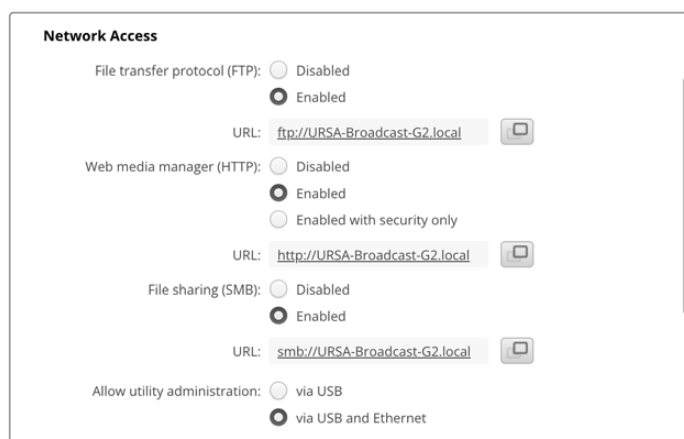 Network Access
File transfer protocol (FTP): Disabled
Enabled
URL: ftp://URSA-Broadcast-G2.local
Web media manager (HTTP): Disabled
Enabled
Enabled with security only
URL: http://URSA-Broadcast-G2.local
File sharing (SMB): Disabled
Enabled
URL: smb://URSA-Broadcast-G2.local
Allow utility administration: via USB
via USB and Ethernet